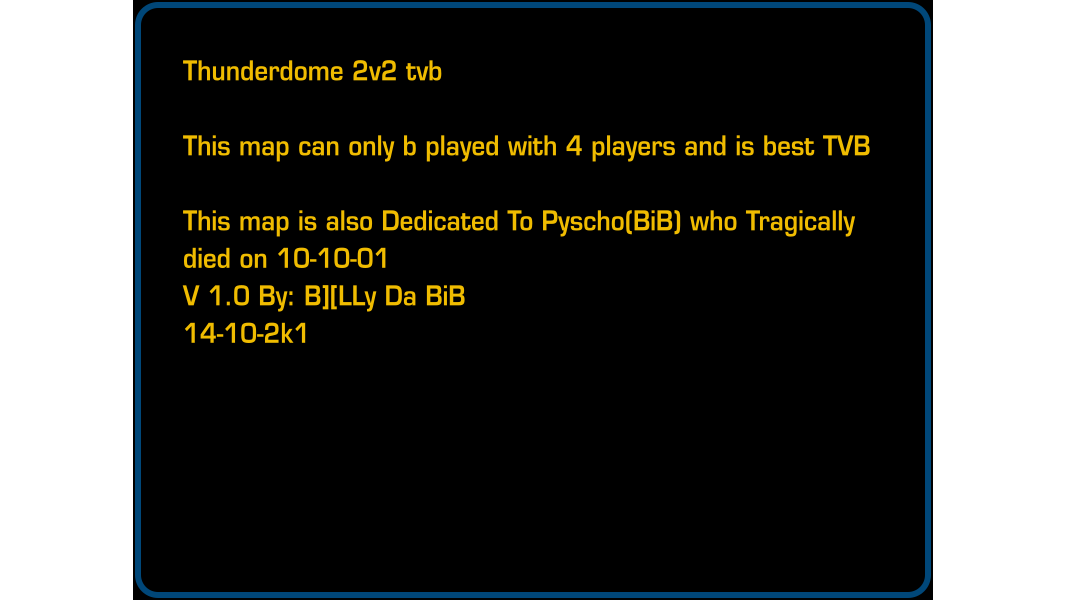 Thunderdome 2v2 tvb
This map can only b played with 4 players and is best TVB
This map is also Dedicated To Pyscho(BiB) who Tragically
died on 10-10-01
V 1.0 By: B][LLy Da BiB
14-10-2k1